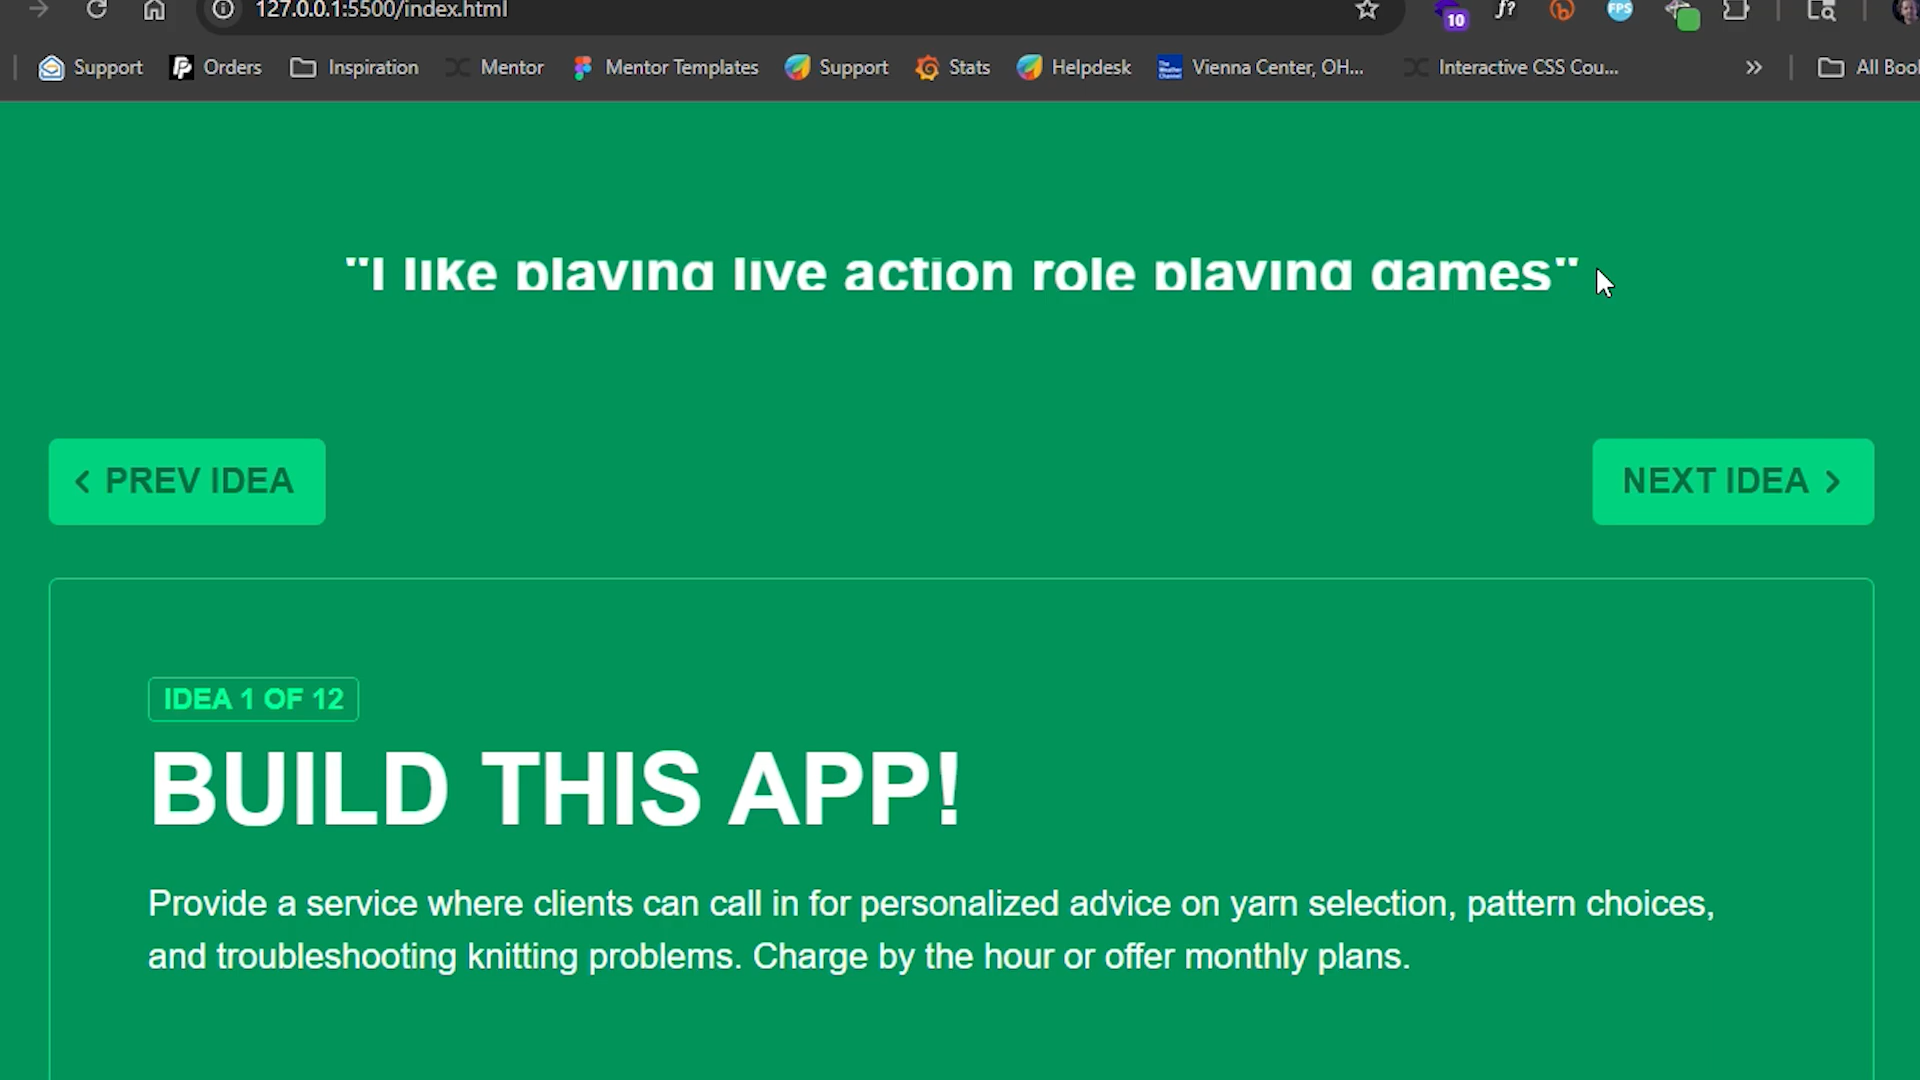 127.0.0.1:5500/index.html
10
f?
FPS
Support
Orders
Inspiration
Mentor
Mentor Templates
Support
Stats
Helpdesk
Vienna Center, OH...
Interactive CSS Cou...
»
All Bool
"I like playing live action role playing games"
‹ PREV IDEA
NEXT IDEA ›
IDEA 1 OF 12
BUILD THIS APP!
Provide a service where clients can call in for personalized advice on yarn selection, pattern choices,
and troubleshooting knitting problems. Charge by the hour or offer monthly plans.